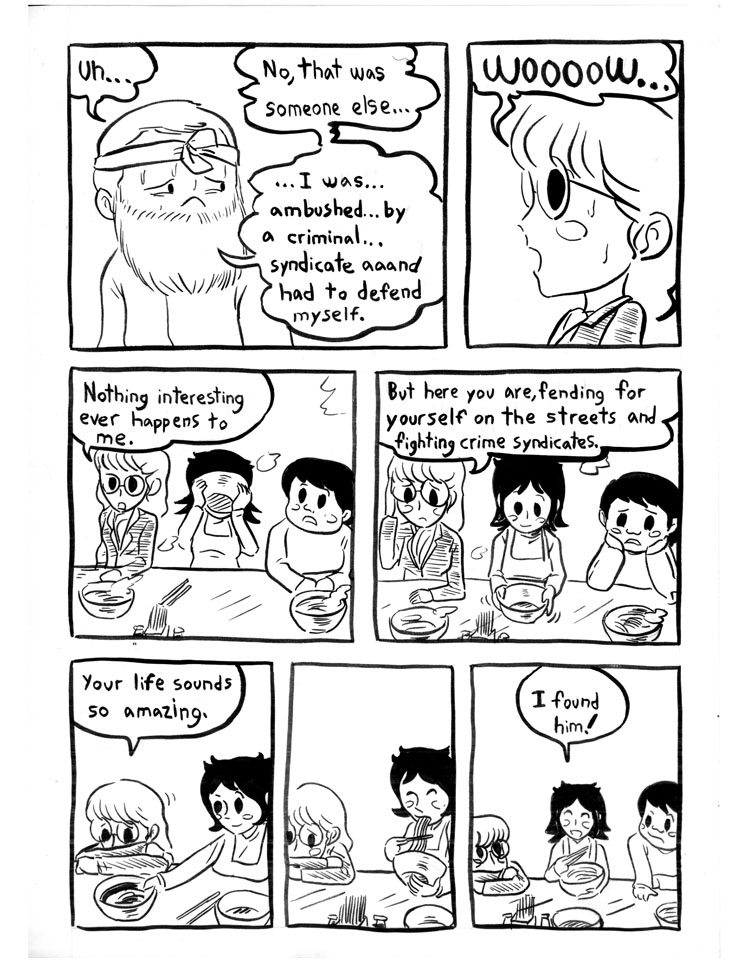 Uh...
No, that was
someone else...
...I was...
ambushed...by
a criminal...
syndicate aaand
had to defend
myself.
WOOOOW...
Nothing interesting
ever happens to
me.
But here you are, fending for
yourself on the streets and
fighting crime syndicates.
Your life sounds
so amazing.
I found
him!